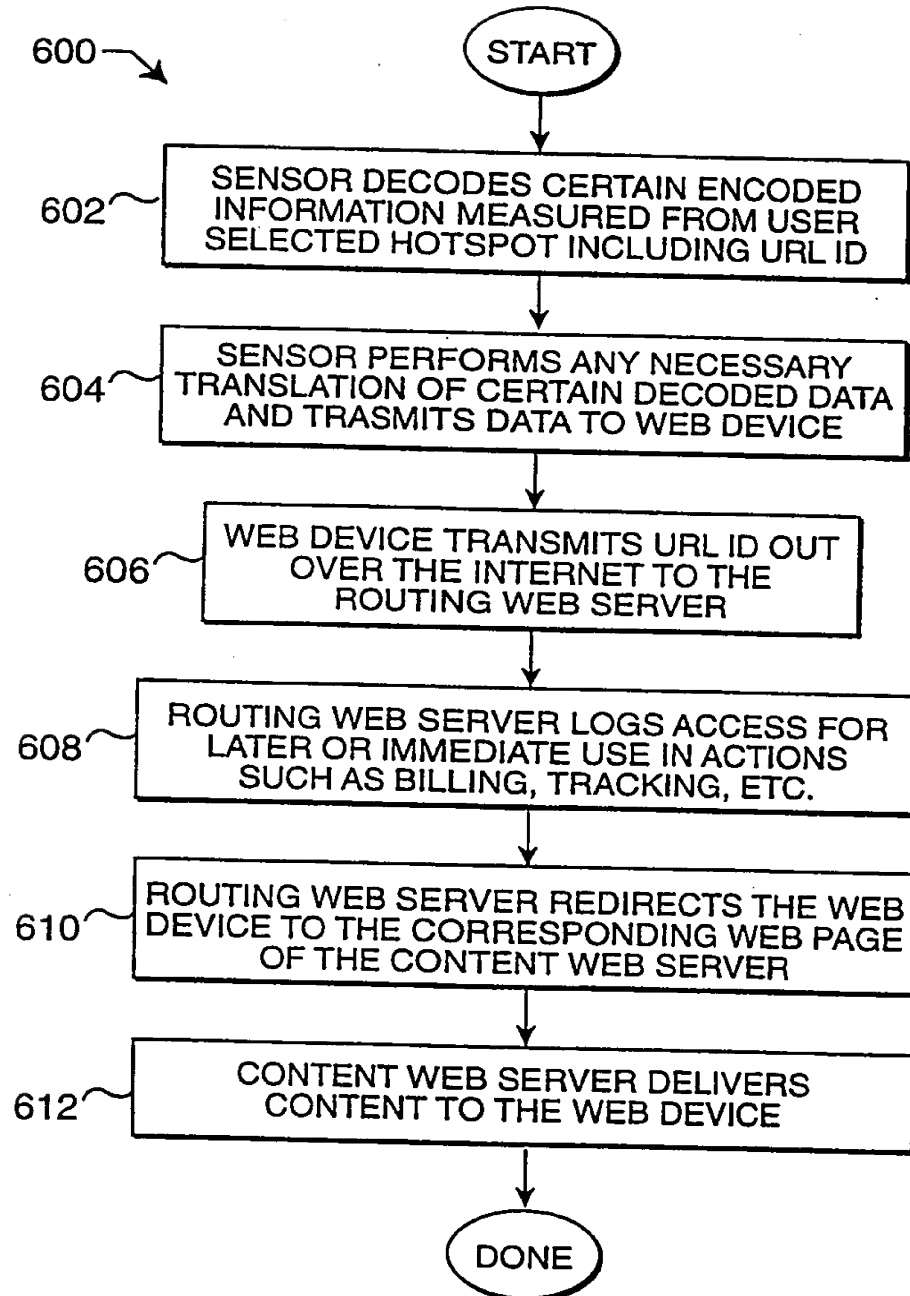 600
START
602
SENSOR DECODES CERTAIN ENCODED
INFORMATION MEASURED FROM USER
SELECTED HOTSPOT INCLUDING URL ID
604
SENSOR PERFORMS ANY NECESSARY
TRANSLATION OF CERTAIN DECODED DATA
AND TRASMITS DATA TO WEB DEVICE
606
WEB DEVICE TRANSMITS URL ID OUT
OVER THE INTERNET TO THE
ROUTING WEB SERVER
608
ROUTING WEB SERVER LOGS ACCESS FOR
LATER OR IMMEDIATE USE IN ACTIONS
SUCH AS BILLING, TRACKING, ETC.
610
ROUTING WEB SERVER REDIRECTS THE WEB
DEVICE TO THE CORRESPONDING WEB PAGE
OF THE CONTENT WEB SERVER
612
CONTENT WEB SERVER DELIVERS
CONTENT TO THE WEB DEVICE
DONE